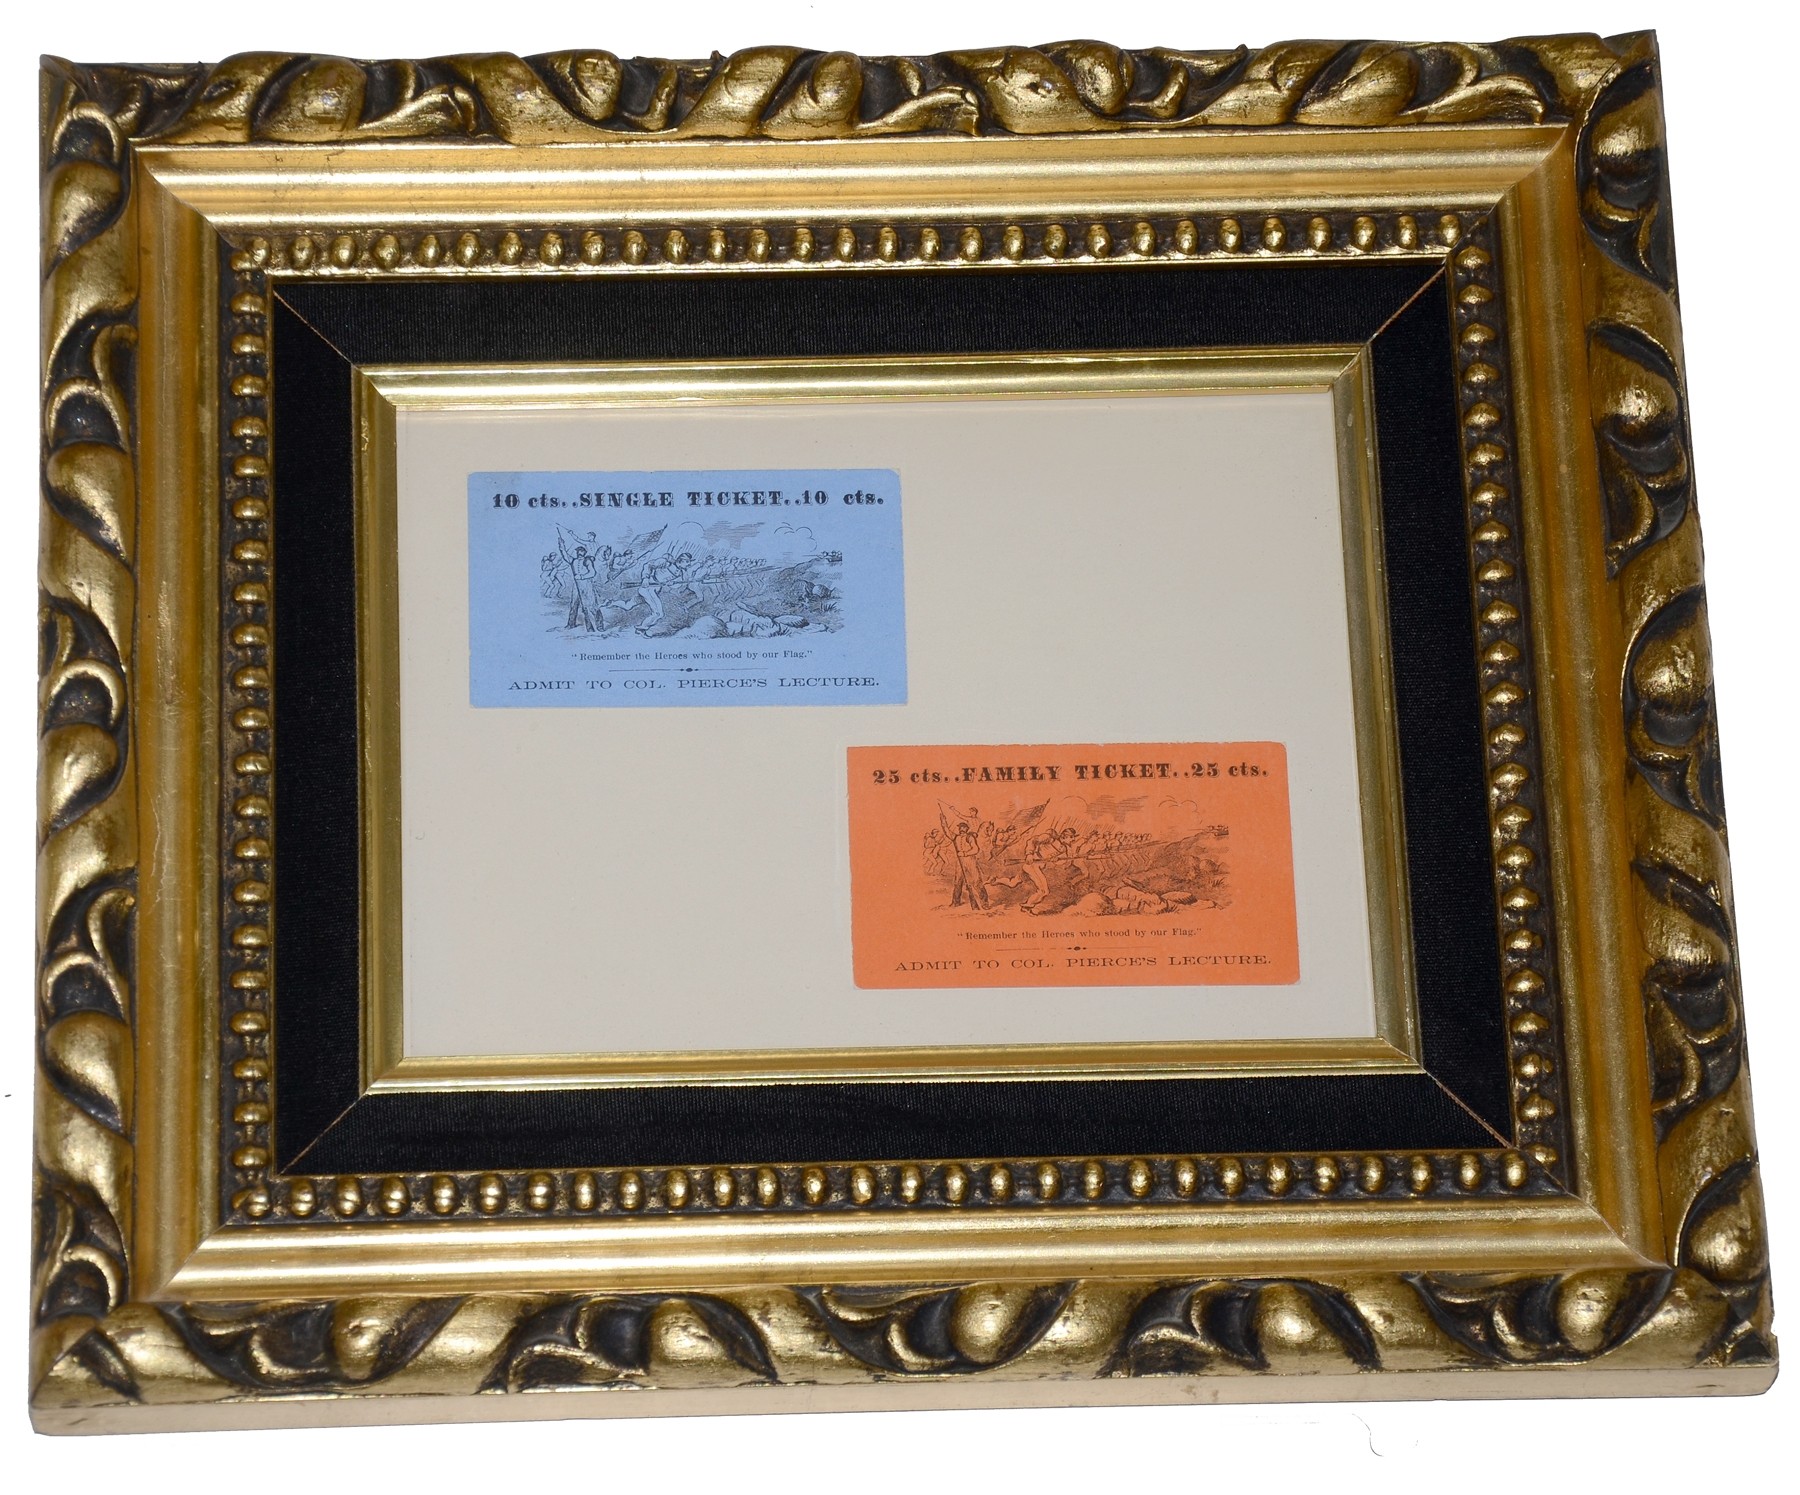 10 cts. .SINGLE TICKET. .10 cts.
"Remember the Heroes who stood by our Flag."
ADMIT TO COL. PIERCE'S LECTURE.
25 cts. .FAMILY TICKET. .25 cts.
"Remember the Heroes who stood by our Flag."
ADMIT TO COL. PIERCE'S LECTURE.